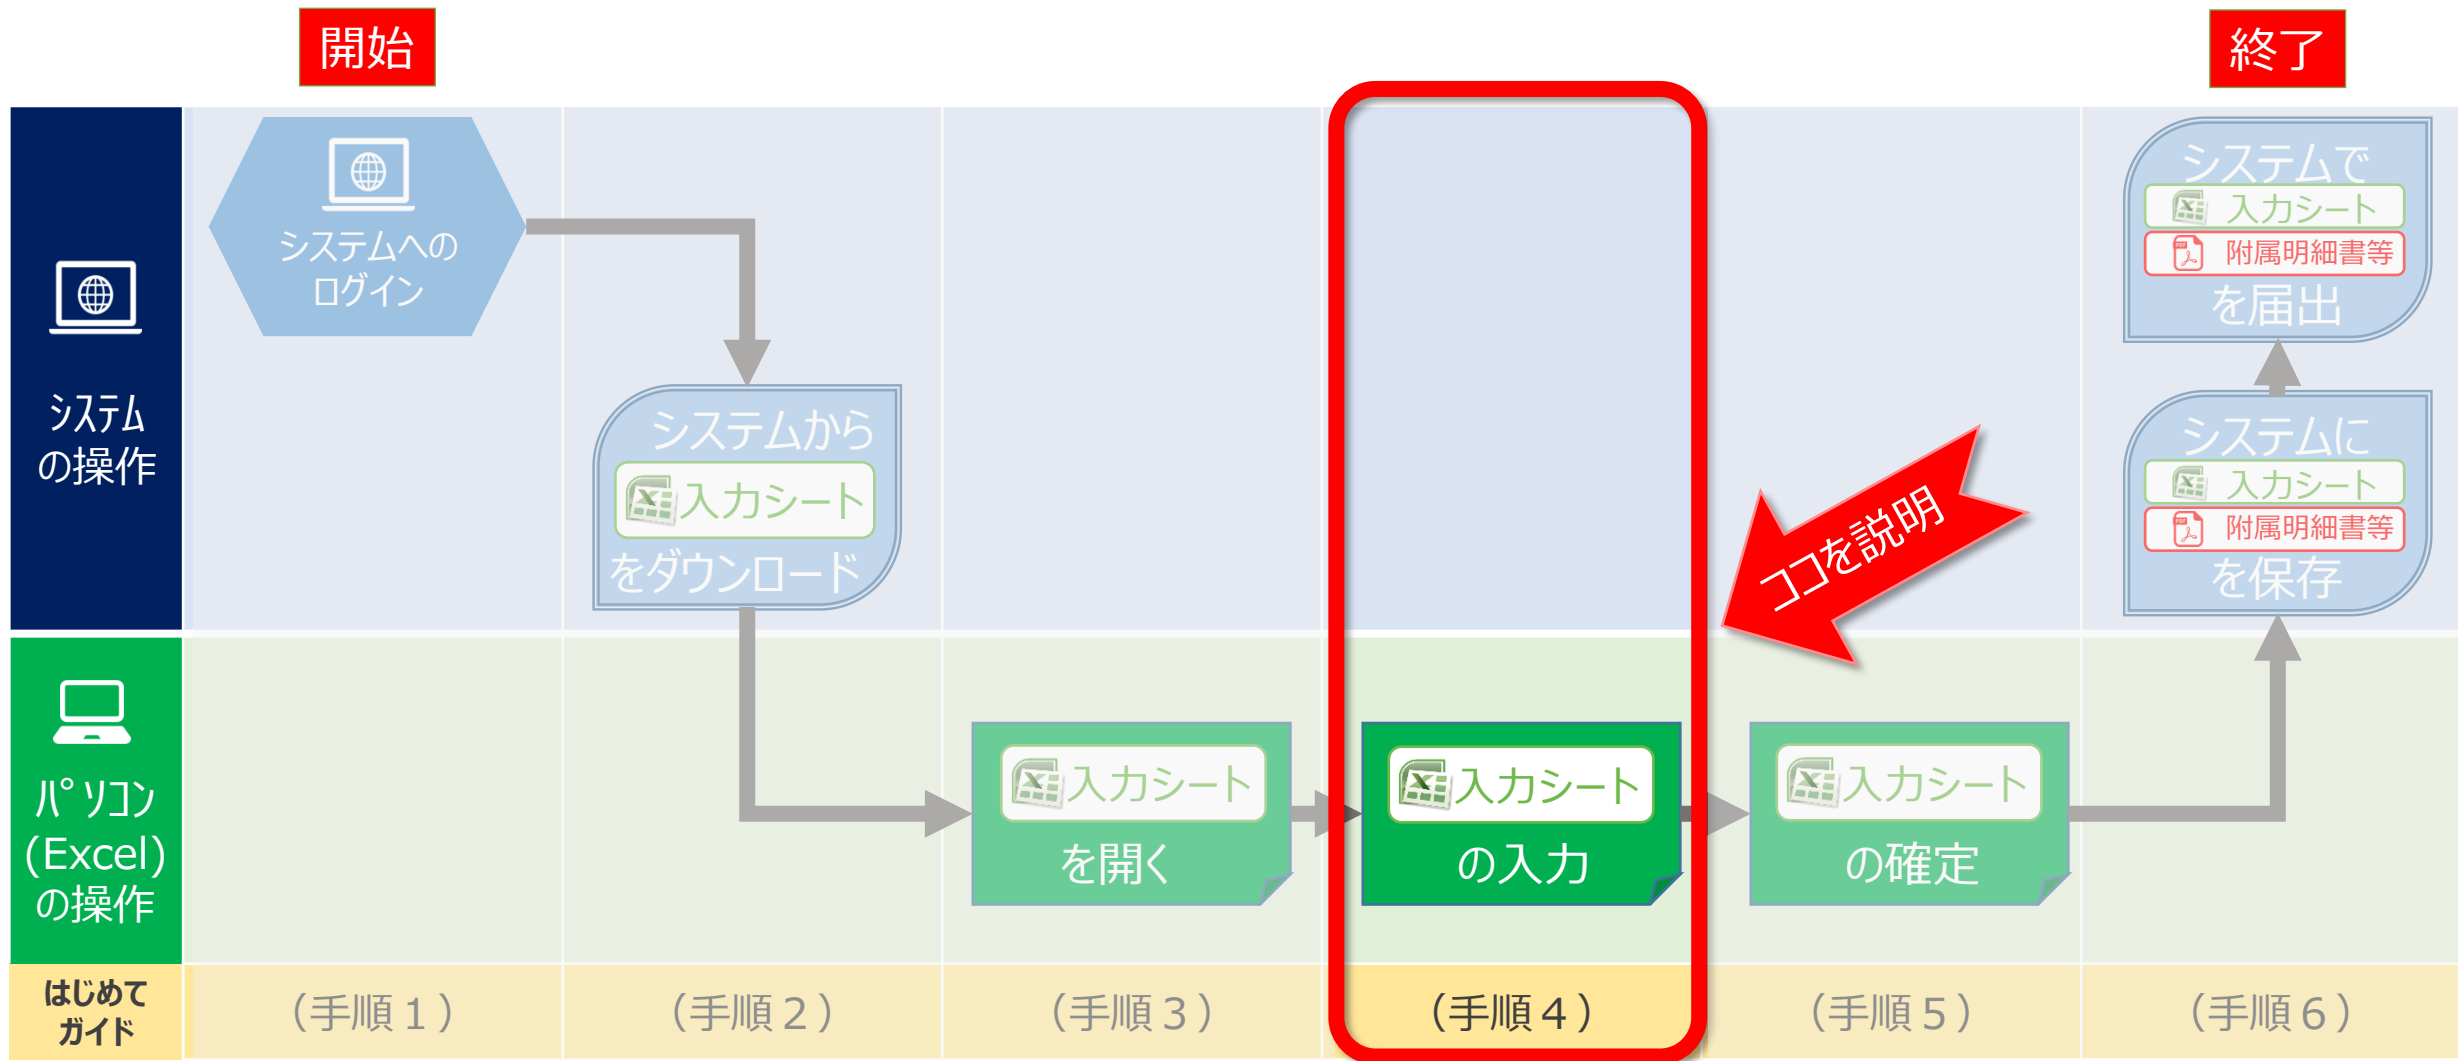 開始
終了
システムへの
ログイン
システムで
入力シート
附属明細書等
を届出
システム
の操作
システムから
入力シート
をダウンロード
ココを説明
システムに
入力シート
附属明細書等
を保存
パソコン
(Excel)
の操作
入力シート
を開く
入力シート
の入力
入力シート
の確定
はじめて
ガイド
（手順１）
（手順２）
（手順３）
（手順４）
（手順５）
（手順６）